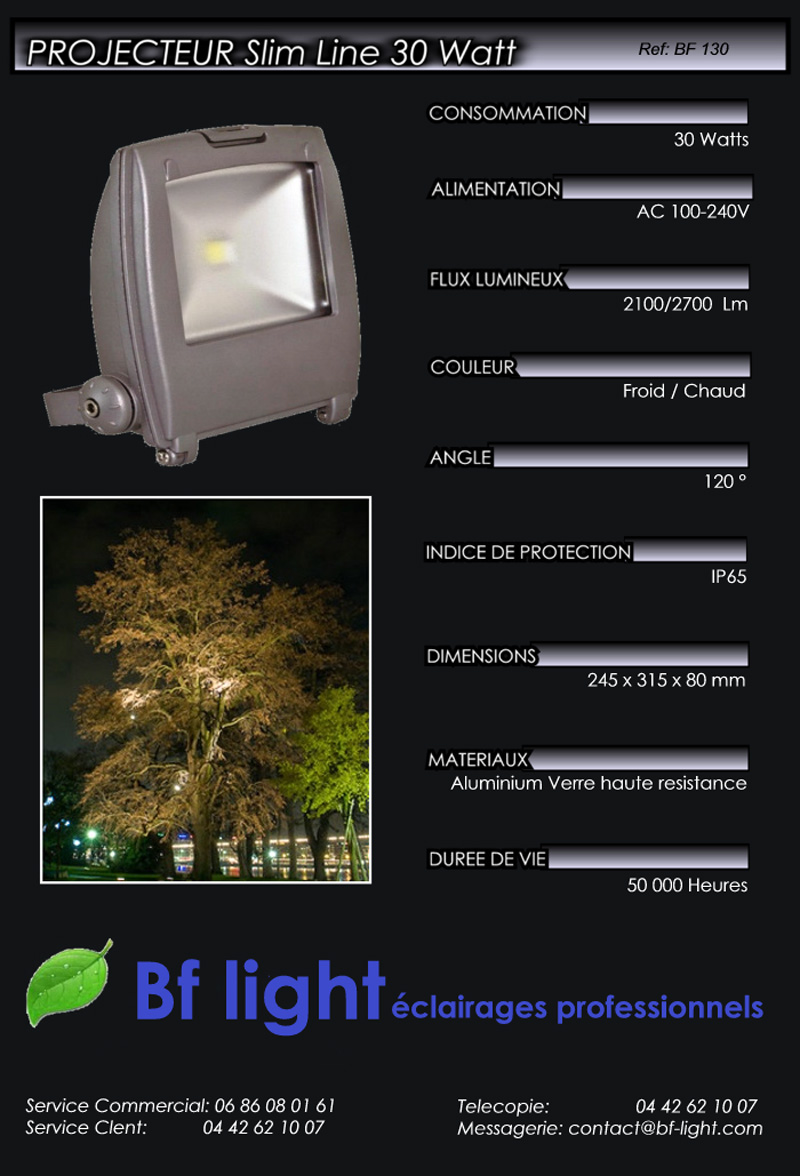 PROJECTEUR Slim Line 30 Watt
Ref: BF 130
CONSOMMATION
30 Watts
ALIMENTATION
AC 100-240V
FLUX LUMINEUX
2100/2700 Lm
COULEUR
Froid / Chaud
ANGLE
120 °
INDICE DE PROTECTION
IP65
DIMENSIONS
245 x 315 x 80 mm
MATERIAUX
Aluminium Verre haute resistance
DUREE DE VIE
50 000 Heures
Bf light éclairages professionnels
Service Commercial: 06 86 08 01 61
Service Clent: 04 42 62 10 07
Telecopie: 04 42 62 10 07
Messagerie: contact@bf-light.com